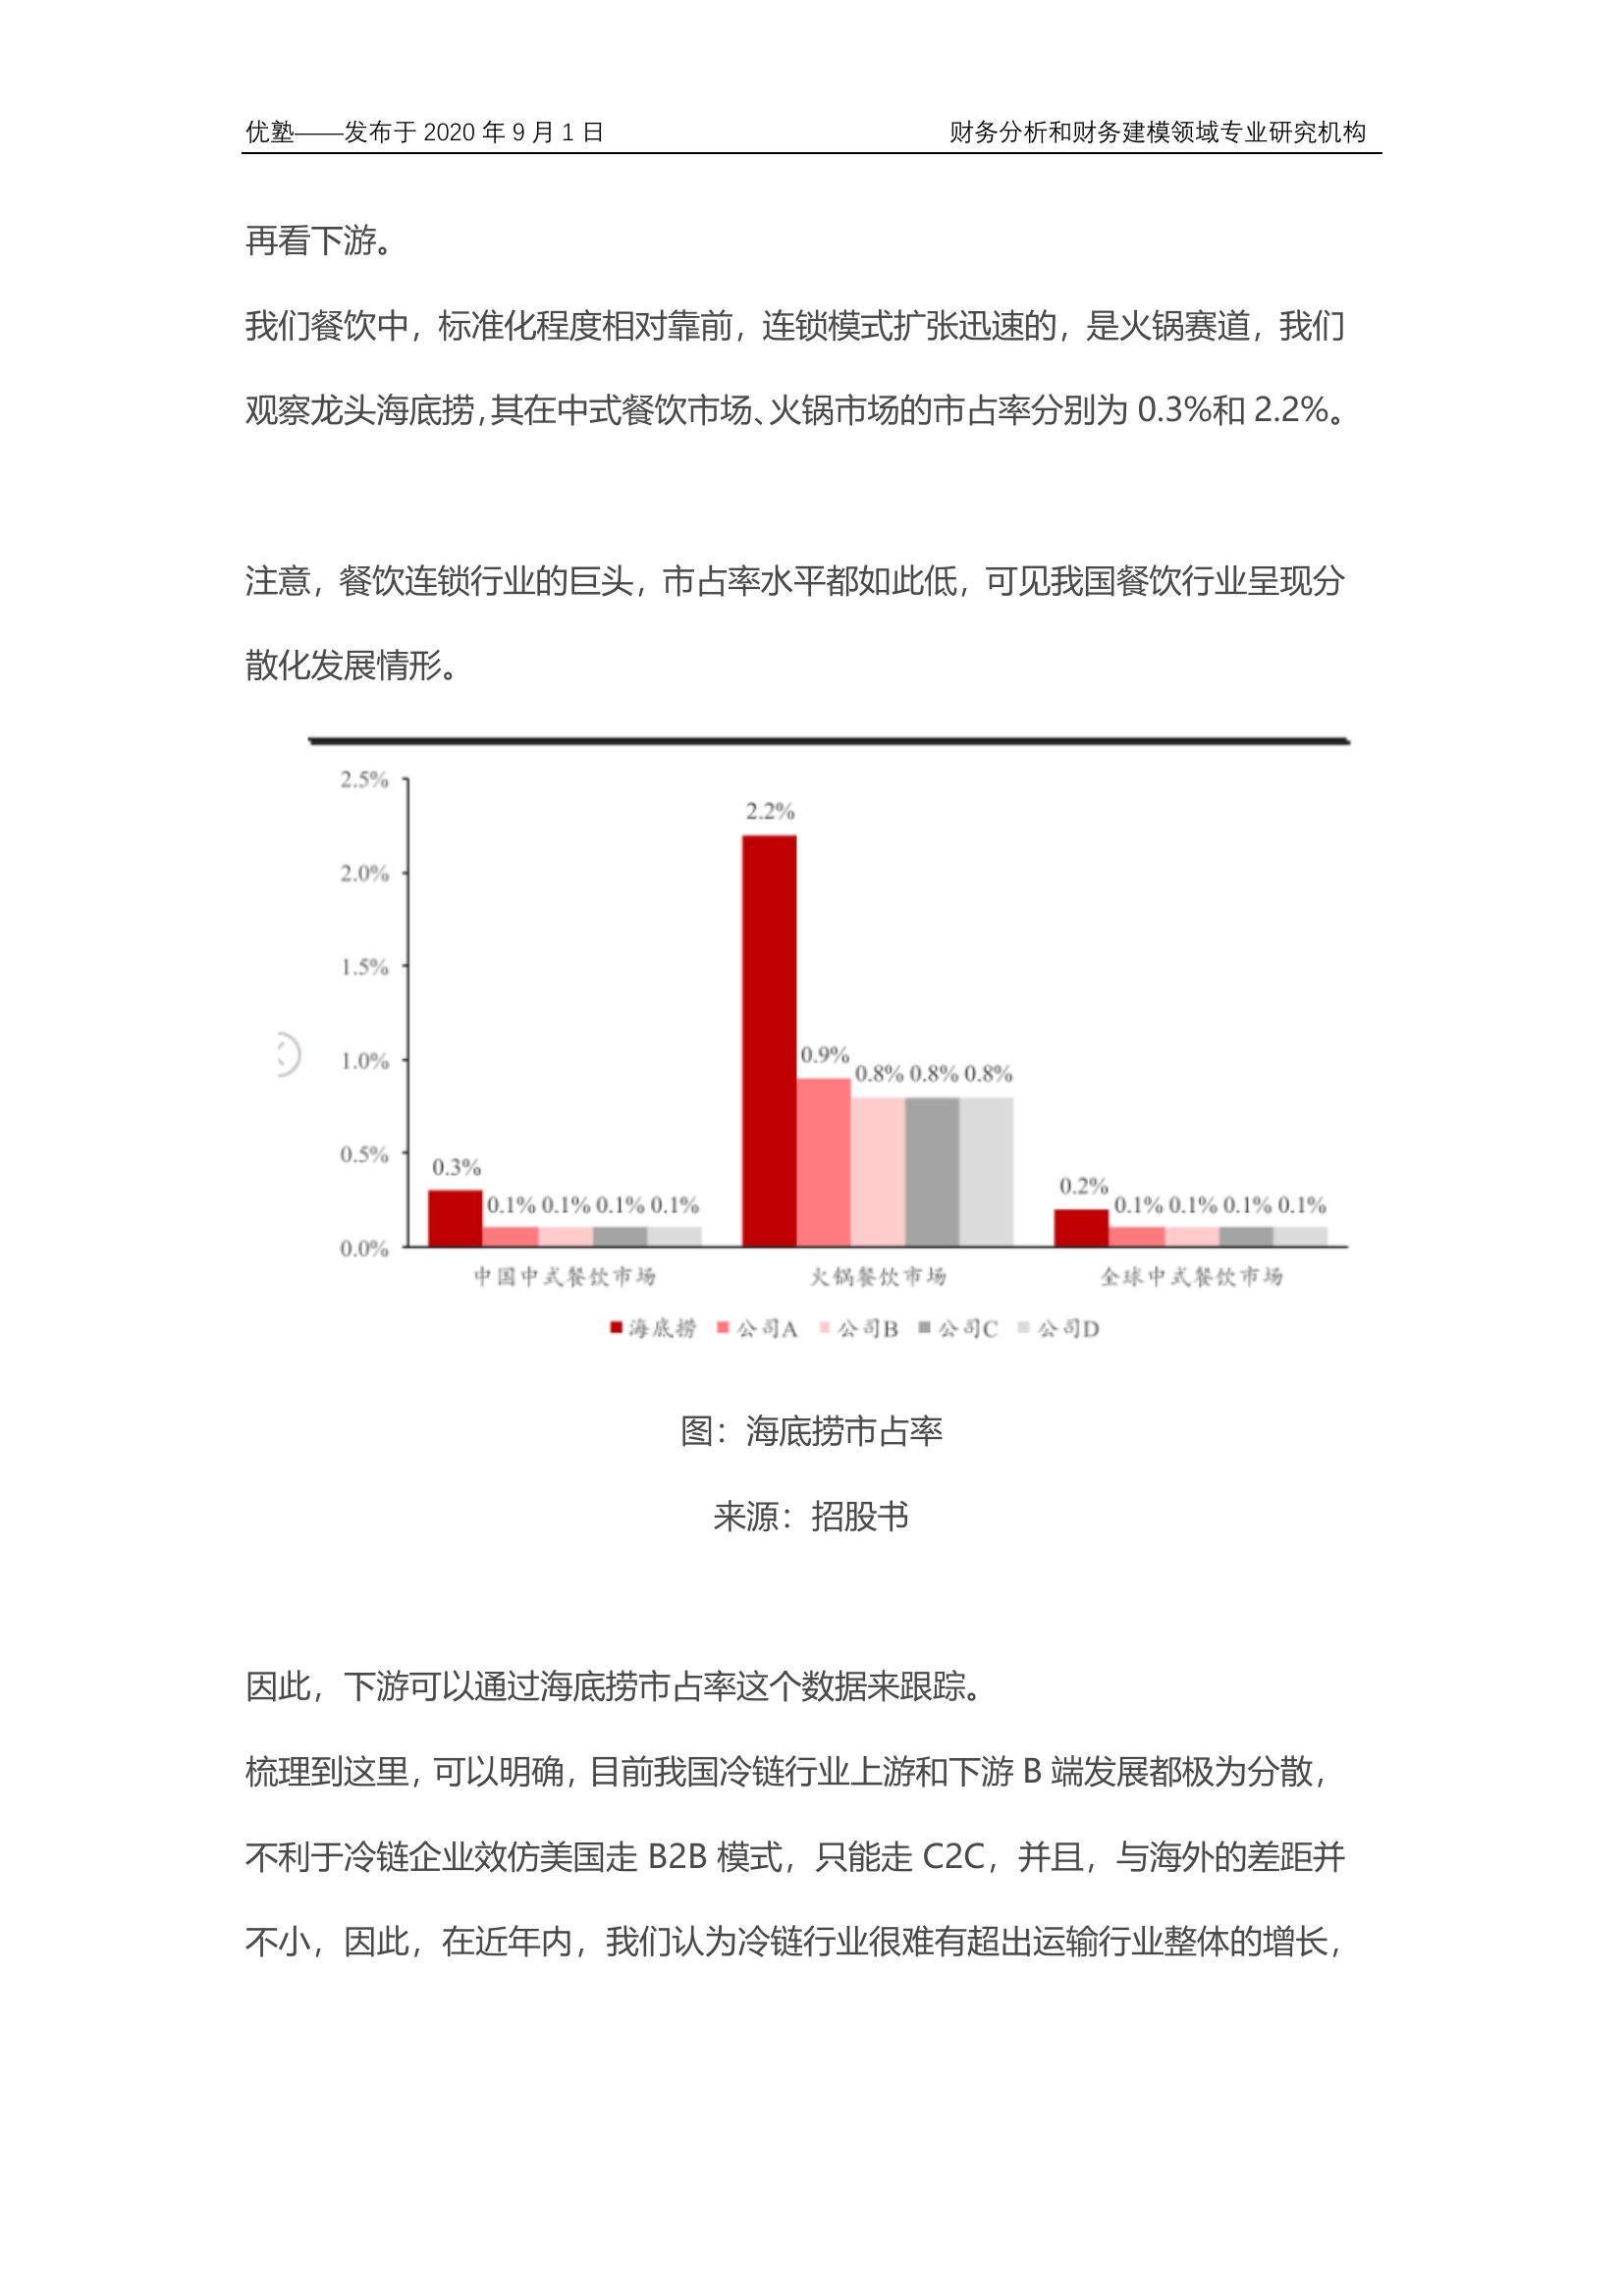 优塾——发布于 2020 年 9 月 1 日 财务分析和财务建模领域专业研究机构
再看下游。
我们餐饮中，标准化程度相对靠前，连锁模式扩张迅速的，是火锅赛道，我们
观察龙头海底捞，其在中式餐饮市场、火锅市场的市占率分别为 0.3%和 2.2%。
注意，餐饮连锁行业的巨头，市占率水平都如此低，可见我国餐饮行业呈现分
散化发展情形。
2.5%
2.0%
1.5%
1.0%
0.5%
0.0%
0.3% 0.1% 0.1% 0.1% 0.1%
2.2% 0.9% 0.8% 0.8% 0.8%
0.2% 0.1% 0.1% 0.1% 0.1%
中国中式餐饮市场 火锅餐饮市场 全球中式餐饮市场
海底捞 公司A 公司B 公司C 公司D
图：海底捞市占率
来源：招股书
因此，下游可以通过海底捞市占率这个数据来跟踪。
梳理到这里，可以明确，目前我国冷链行业上游和下游 B 端发展都极为分散，
不利于冷链企业效仿美国走 B2B 模式，只能走 C2C，并且，与海外的差距并
不小，因此，在近年内，我们认为冷链行业很难有超出运输行业整体的增长，